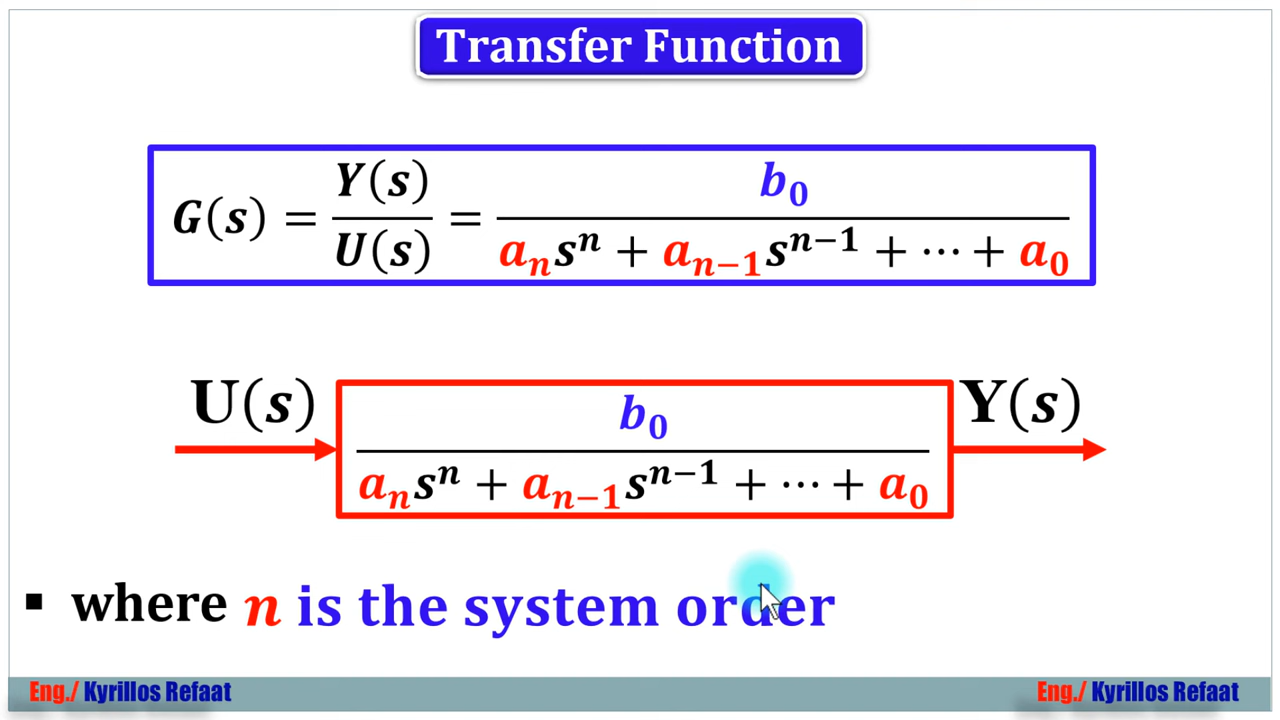 Transfer Function
G(s) = Y(s)/U(s) = b₀/(aₙsⁿ + aₙ₋₁sⁿ⁻¹ + ⋯ + a₀)
U(s) b₀/(aₙsⁿ + aₙ₋₁sⁿ⁻¹ + ⋯ + a₀) Y(s)
▪ where n is the system order
Eng./ Kyrillos Refaat
Eng./ Kyrillos Refaat